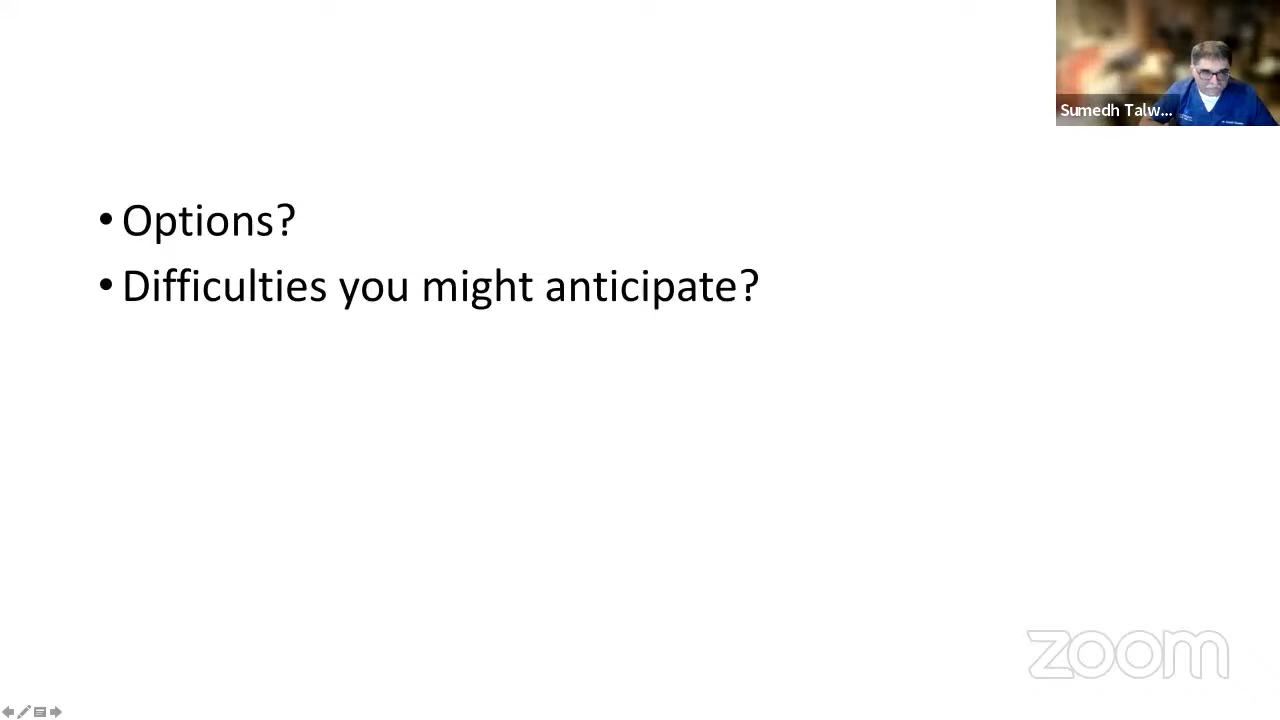 Sumedh Talw...
• Options?
• Difficulties you might anticipate?
zoom